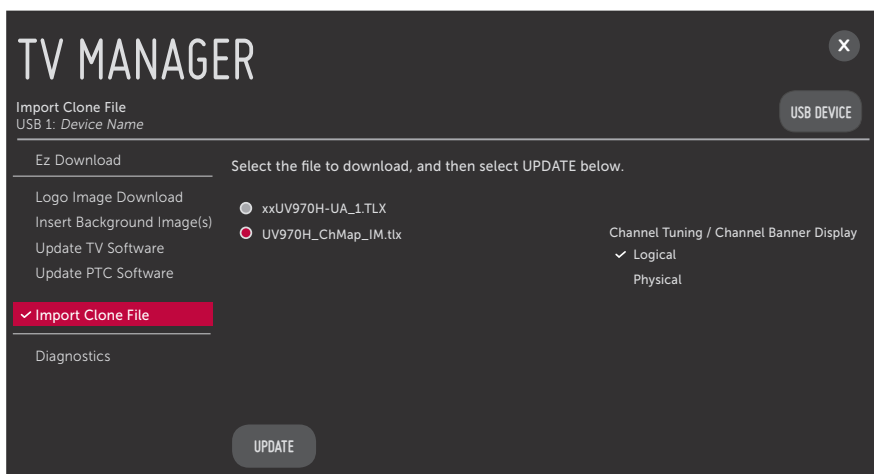 TV MANAGER
X
Import Clone File
USB 1: Device Name
USB DEVICE
Ez Download
Select the file to download, and then select UPDATE below.
Logo Image Download
Insert Background Image(s)
Update TV Software
Update PTC Software
Import Clone File
Diagnostics
xxUV970H-UA_1.TLX
UV970H_ChMap_IM.tlx
Channel Tuning / Channel Banner Display
Logical
Physical
UPDATE